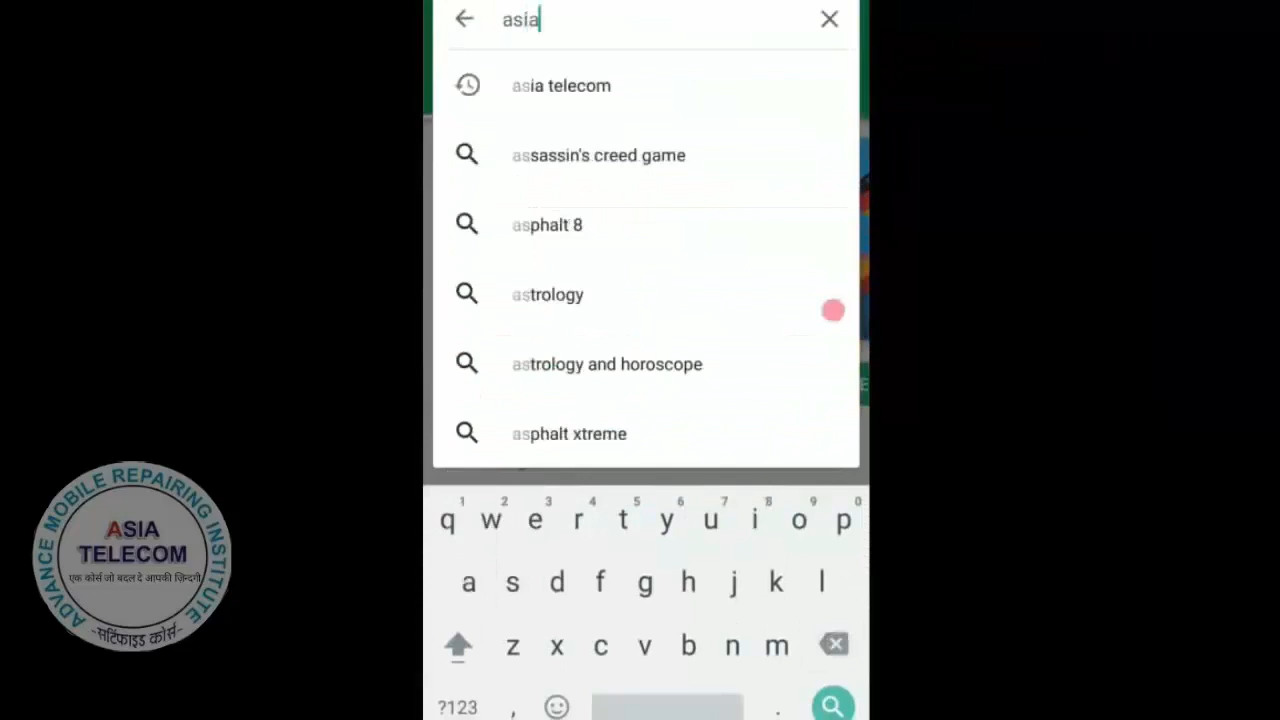 asia
asia telecom
assassin's creed game
asphalt 8
astrology
astrology and horoscope
asphalt xtreme
1 2 3 4 5 6 7 8 9 0
q w e r t y u i o p
a s d f g h j k l
z x c v b n m
?123 , .
ADVANCE MOBILE REPAIRING INSTITUTE
ASIA
TELECOM
एक कोर्स जो बदल दे आपकी ज़िन्दगी
-सर्टिफाइड कोर्स-
E